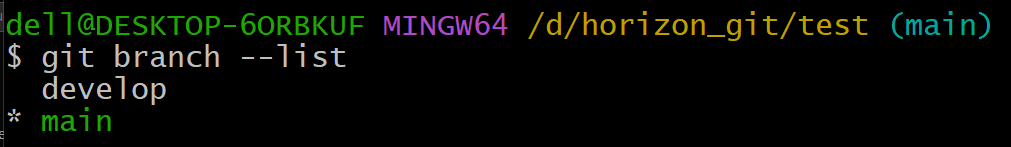 dell@DESKTOP-6ORBKUF MINGW64 /d/horizon_git/test (main)
$ git branch --list
  develop
* main